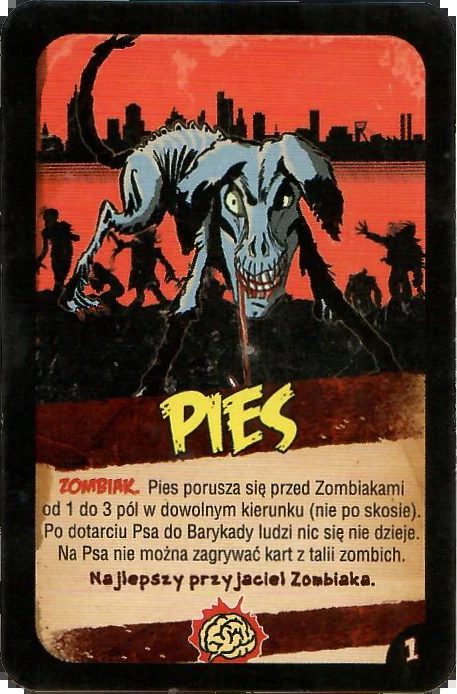 PIES
ZOMBIAK. Pies porusza się przed Zombiakami
od 1 do 3 pól w dowolnym kierunku (nie po skosie).
Po dotarciu Psa do Barykady ludzi nic się nie dzieje.
Na Psa nie można zagrywać kart z talii zombich.
Najlepszy przyjaciel Zombiaka.
1